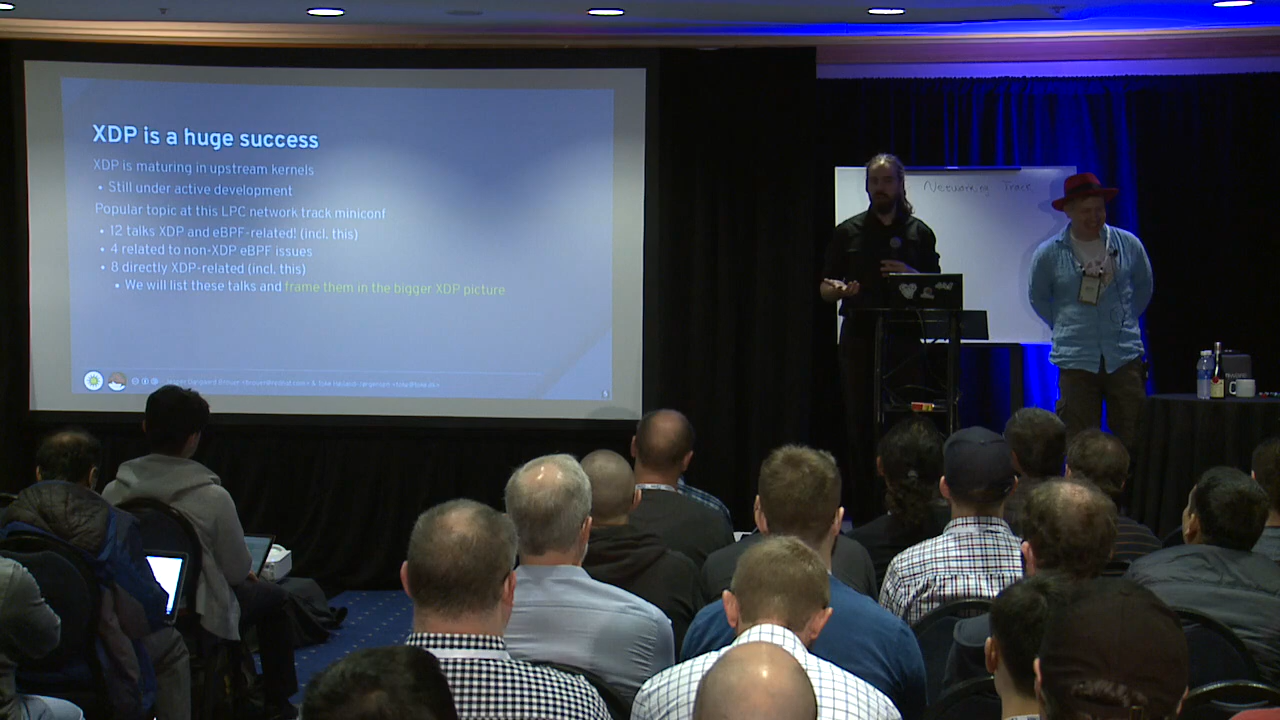 XDP is a huge success
XDP is maturing in upstream kernels
• Still under active development
Popular topic at this LPC network track miniconf
• 12 talks XDP and eBPF-related! (incl. this)
• 4 related to non-XDP eBPF issues
• 8 directly XDP-related (incl. this)
• We will list these talks and frame them in the bigger XDP picture
Networking Track